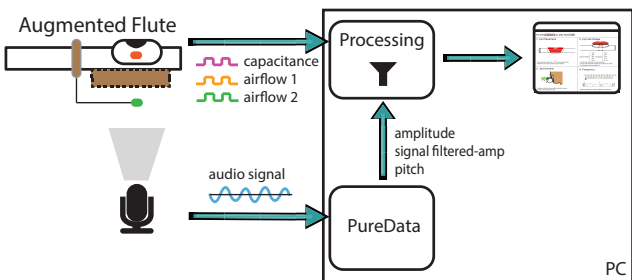 Augmented Flute
Processing
capacitance
airflow 1
airflow 2
amplitude
signal filtered-amp
pitch
audio signal
PureData
PC